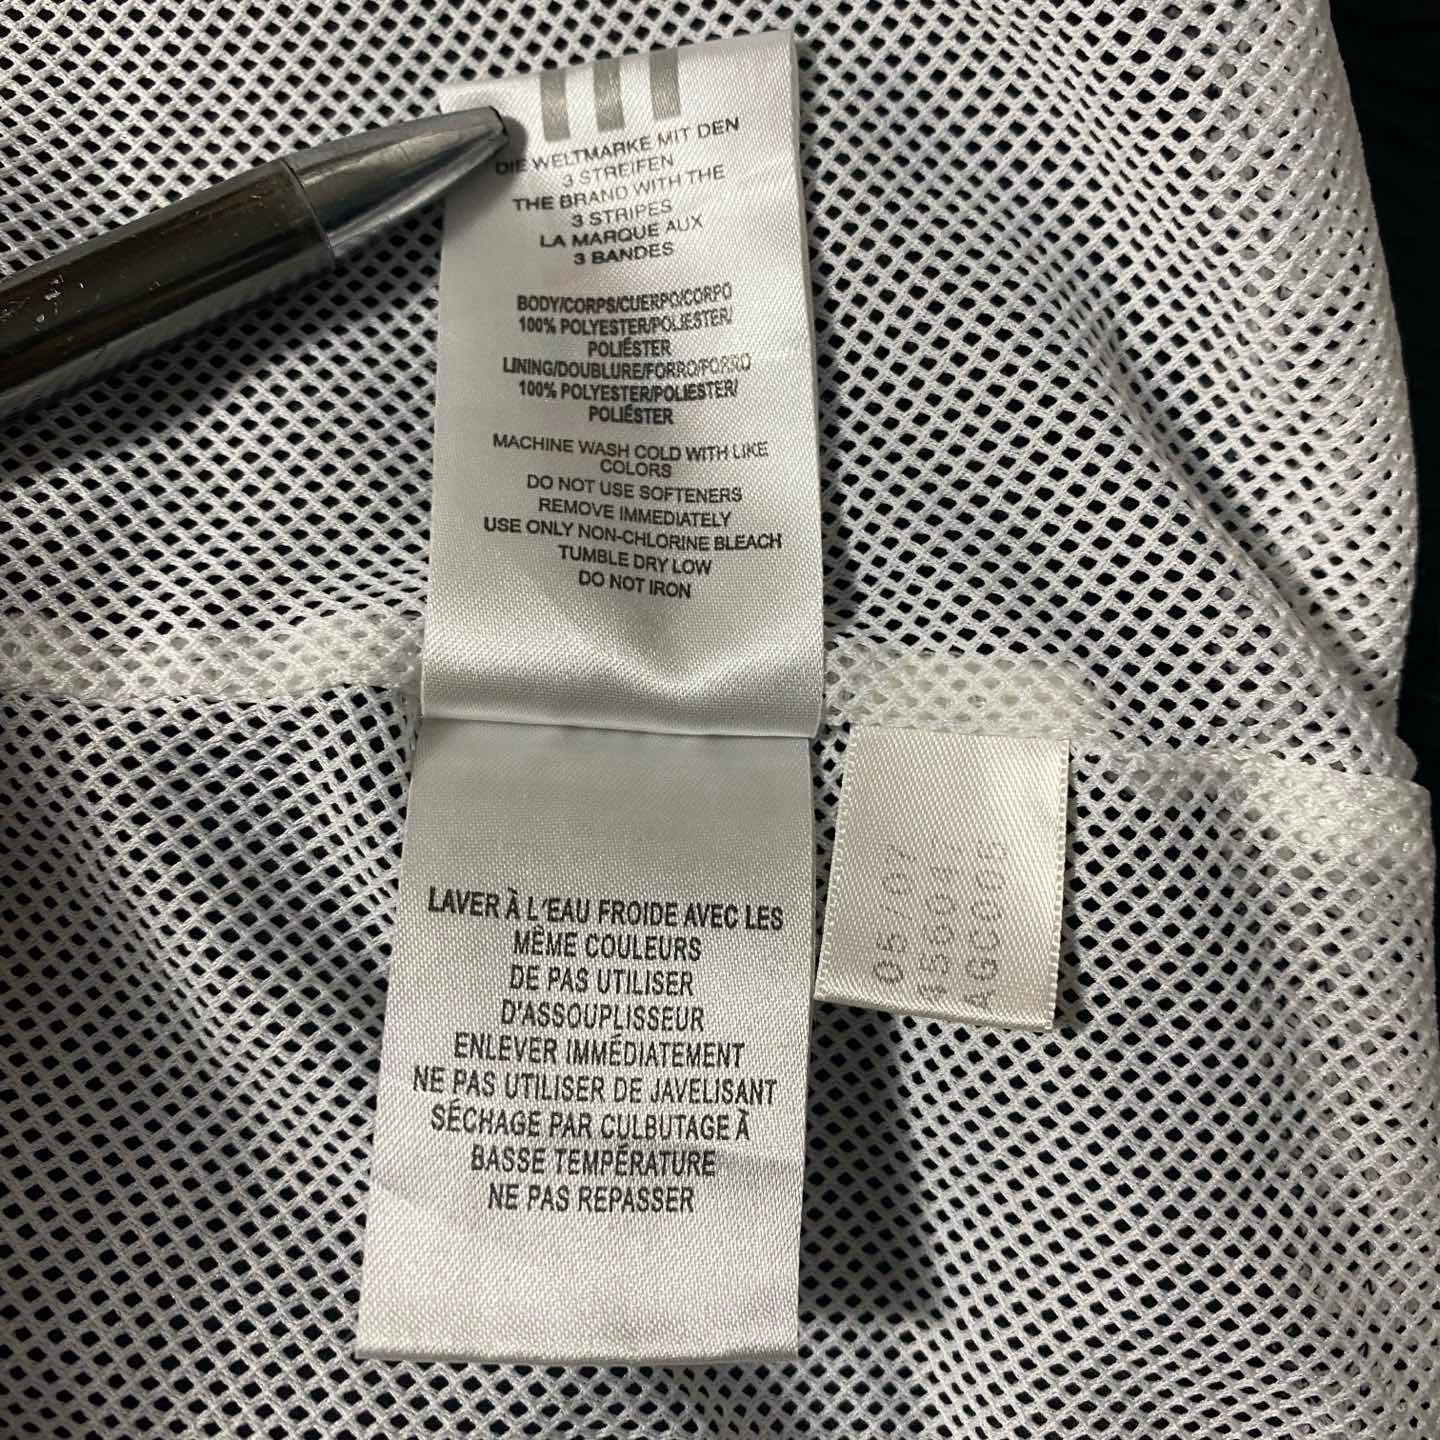 DIE WELTMARKE MIT DEN
3 STREIFEN
THE BRAND WITH THE
3 STRIPES
LA MARQUE AUX
3 BANDES
BODY/CORPS/CUERPO/CORPO
100% POLYESTER/POLIESTER/
POLIÉSTER
LINING/DOUBLURE/FORRO/FORRO
100% POLYESTER/POLIESTER/
POLIÉSTER
MACHINE WASH COLD WITH LIKE
COLORS
DO NOT USE SOFTENERS
REMOVE IMMEDIATELY
USE ONLY NON-CHLORINE BLEACH
TUMBLE DRY LOW
DO NOT IRON
LAVER À L'EAU FROIDE AVEC LES
MÊME COULEURS
DE PAS UTILISER
D'ASSOUPLISSEUR
ENLEVER IMMÉDIATEMENT
NE PAS UTILISER DE JAVELISANT
SÉCHAGE PAR CULBUTAGE À
BASSE TEMPÉRATURE
NE PAS REPASSER
05/07